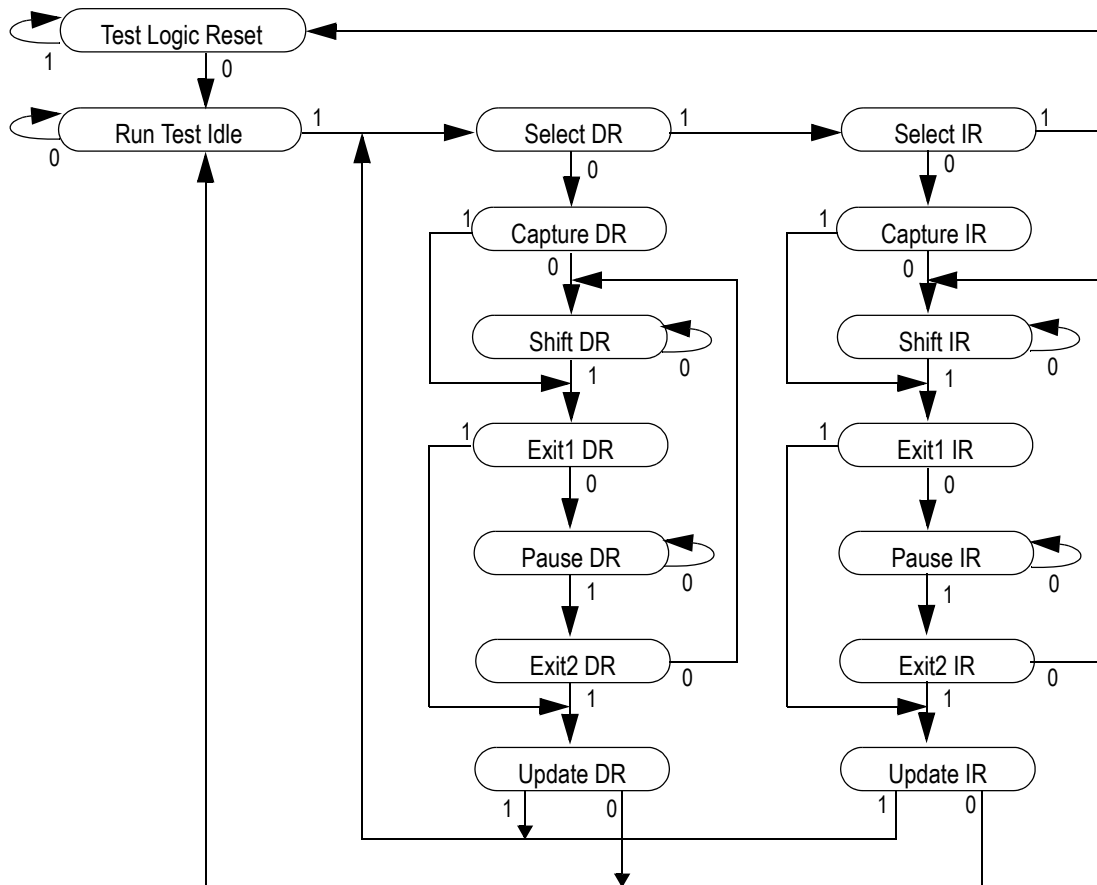 Test Logic Reset
1
0
Run Test Idle
1
Select DR
1
Select IR
1
0
0
0
1
Capture DR
1
Capture IR
0
0
Shift DR
Shift IR
0
0
1
1
1
Exit1 DR
1
Exit1 IR
0
0
Pause DR
Pause IR
0
0
1
1
Exit2 DR
Exit2 IR
0
0
1
1
Update DR
Update IR
1
0
1
0